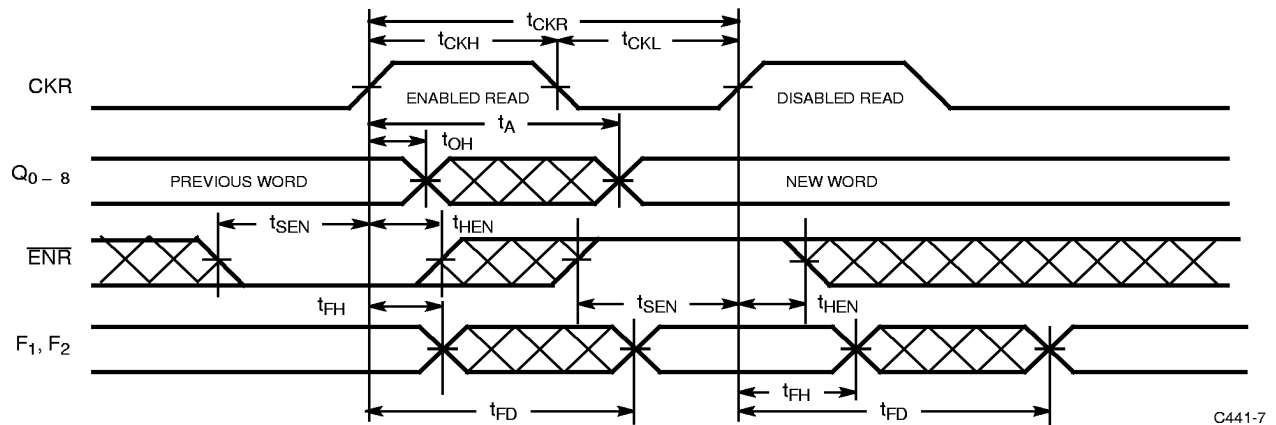 tCKR
tCKH tCKL
CKR ENABLED READ DISABLED READ
tA
tOH
Q0 – 8 PREVIOUS WORD NEW WORD
tSEN tHEN
ENR
tFH tSEN tHEN
F1, F2
tFH
tFD tFD
C441-7